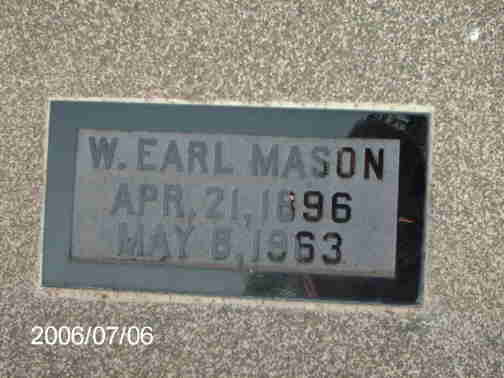 W. EARL MASON
APR. 21, 1896
MAY 8, 1963
2006/07/06